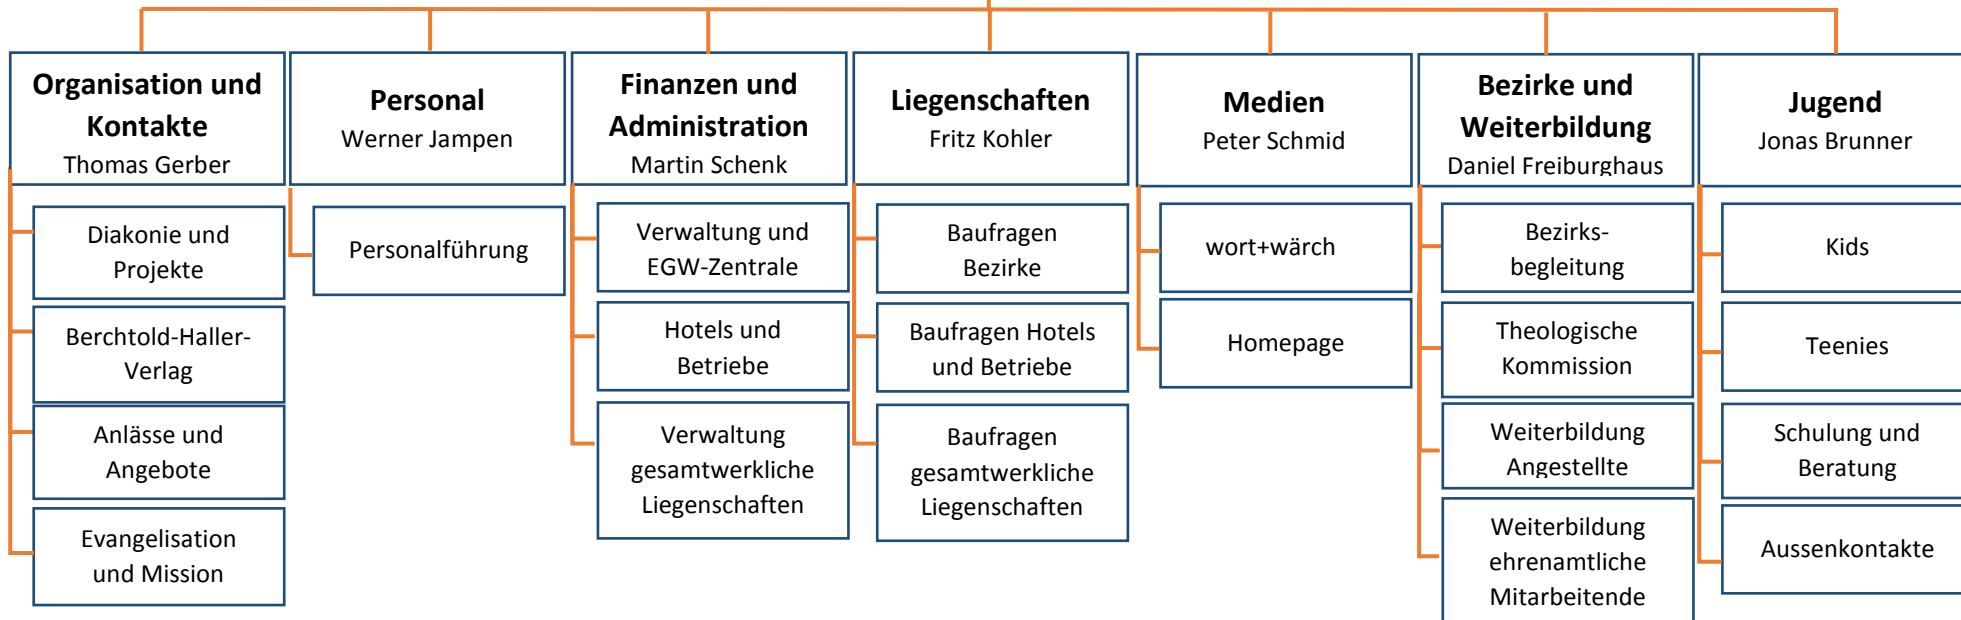 Organisation und
Kontakte
Thomas Gerber
Diakonie und
Projekte
Berchtold-Haller-
Verlag
Anlässe und
Angebote
Evangelisation
und Mission
Personal
Werner Jampen
Personalführung
Finanzen und
Administration
Martin Schenk
Verwaltung und
EGW-Zentrale
Hotels und
Betriebe
Verwaltung
gesamtwerkliche
Liegenschaften
Liegenschaften
Fritz Kohler
Baufragen
Bezirke
Baufragen Hotels
und Betriebe
Baufragen
gesamtwerkliche
Liegenschaften
Medien
Peter Schmid
wort+wärch
Homepage
Bezirke und
Weiterbildung
Daniel Freiburghaus
Bezirks-
begleitung
Theologische
Kommission
Weiterbildung
Angestellte
Weiterbildung
ehrenamtliche
Mitarbeitende
Jugend
Jonas Brunner
Kids
Teenies
Schulung und
Beratung
Aussenkontakte